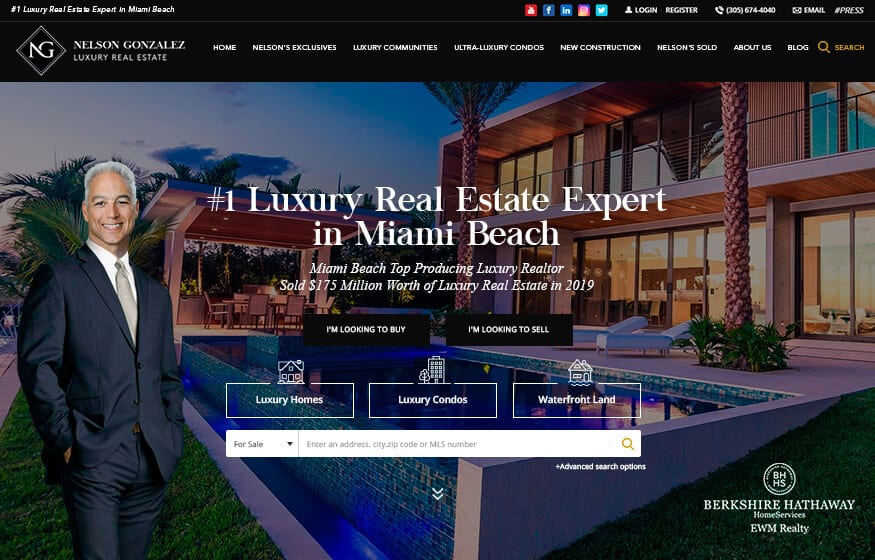 #1 Luxury Real Estate Expert in Miami Beach
LOGIN | REGISTER
(305) 674-4040
EMAIL
#PRESS
NG
NELSON GONZALEZ
LUXURY REAL ESTATE
HOME
NELSON'S EXCLUSIVES
LUXURY COMMUNITIES
ULTRA-LUXURY CONDOS
NEW CONSTRUCTION
NELSON'S SOLD
ABOUT US
BLOG
SEARCH
#1 Luxury Real Estate Expert
in Miami Beach
Miami Beach Top Producing Luxury Realtor
Sold $175 Million Worth of Luxury Real Estate in 2019
I'M LOOKING TO BUY
I'M LOOKING TO SELL
Luxury Homes
Luxury Condos
Waterfront Land
For Sale
Enter an address, city,zip code or MLS number
+Advanced search options
BH
HS
BERKSHIRE HATHAWAY
HomeServices
EWM Realty